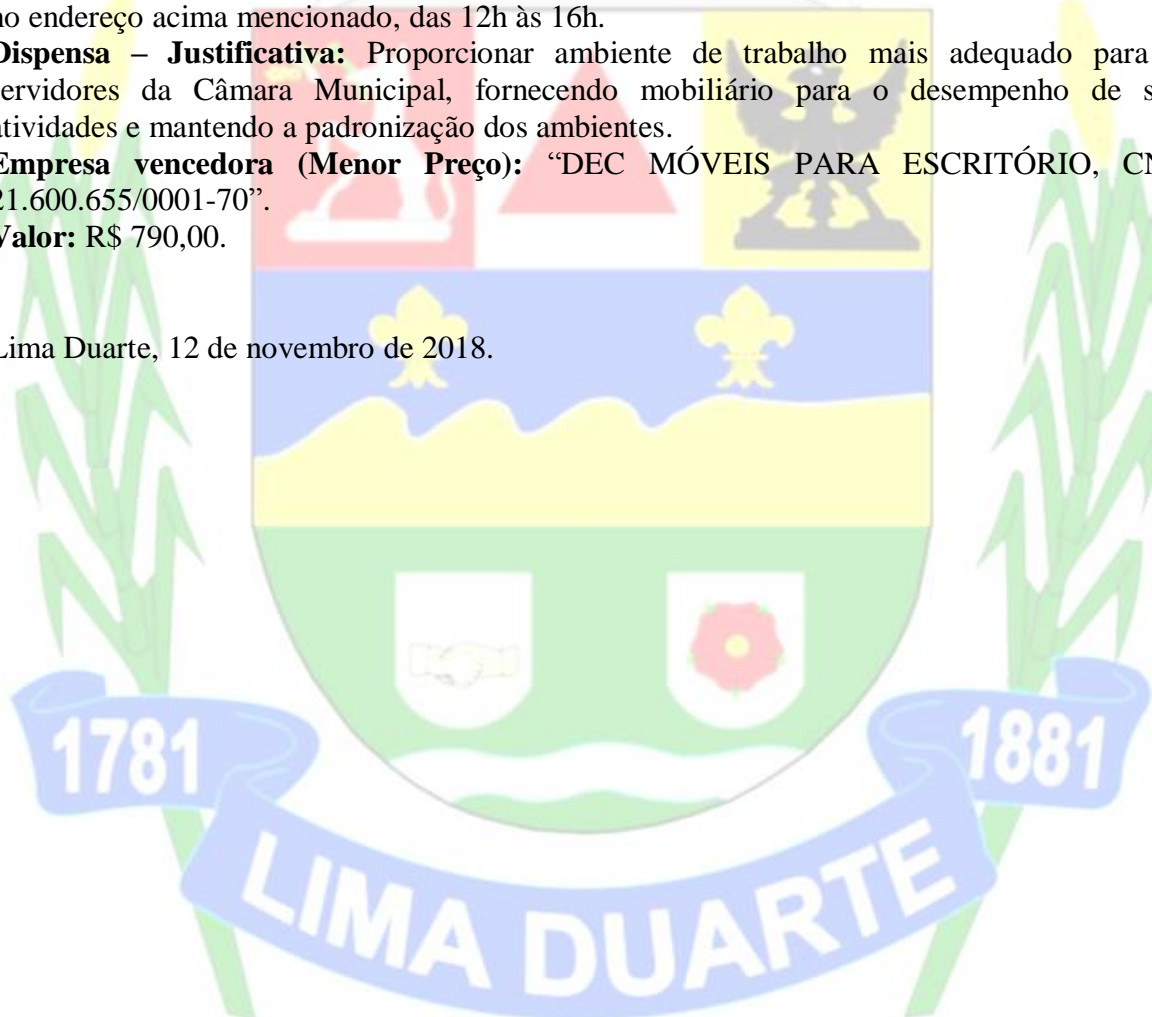 no endereço acima mencionado, das 12h às 16h.
Dispensa – Justificativa: Proporcionar ambiente de trabalho mais adequado para
ervidores da Câmara Municipal, fornecendo mobiliário para o desempenho de s
atividades e mantendo a padronização dos ambientes.
Empresa vencedora (Menor Preço): “DEC MÓVEIS PARA ESCRITÓRIO, CN
21.600.655/0001-70”.
Valor: R$ 790,00.
Lima Duarte, 12 de novembro de 2018.
1781
1881
LIMA DUARTE